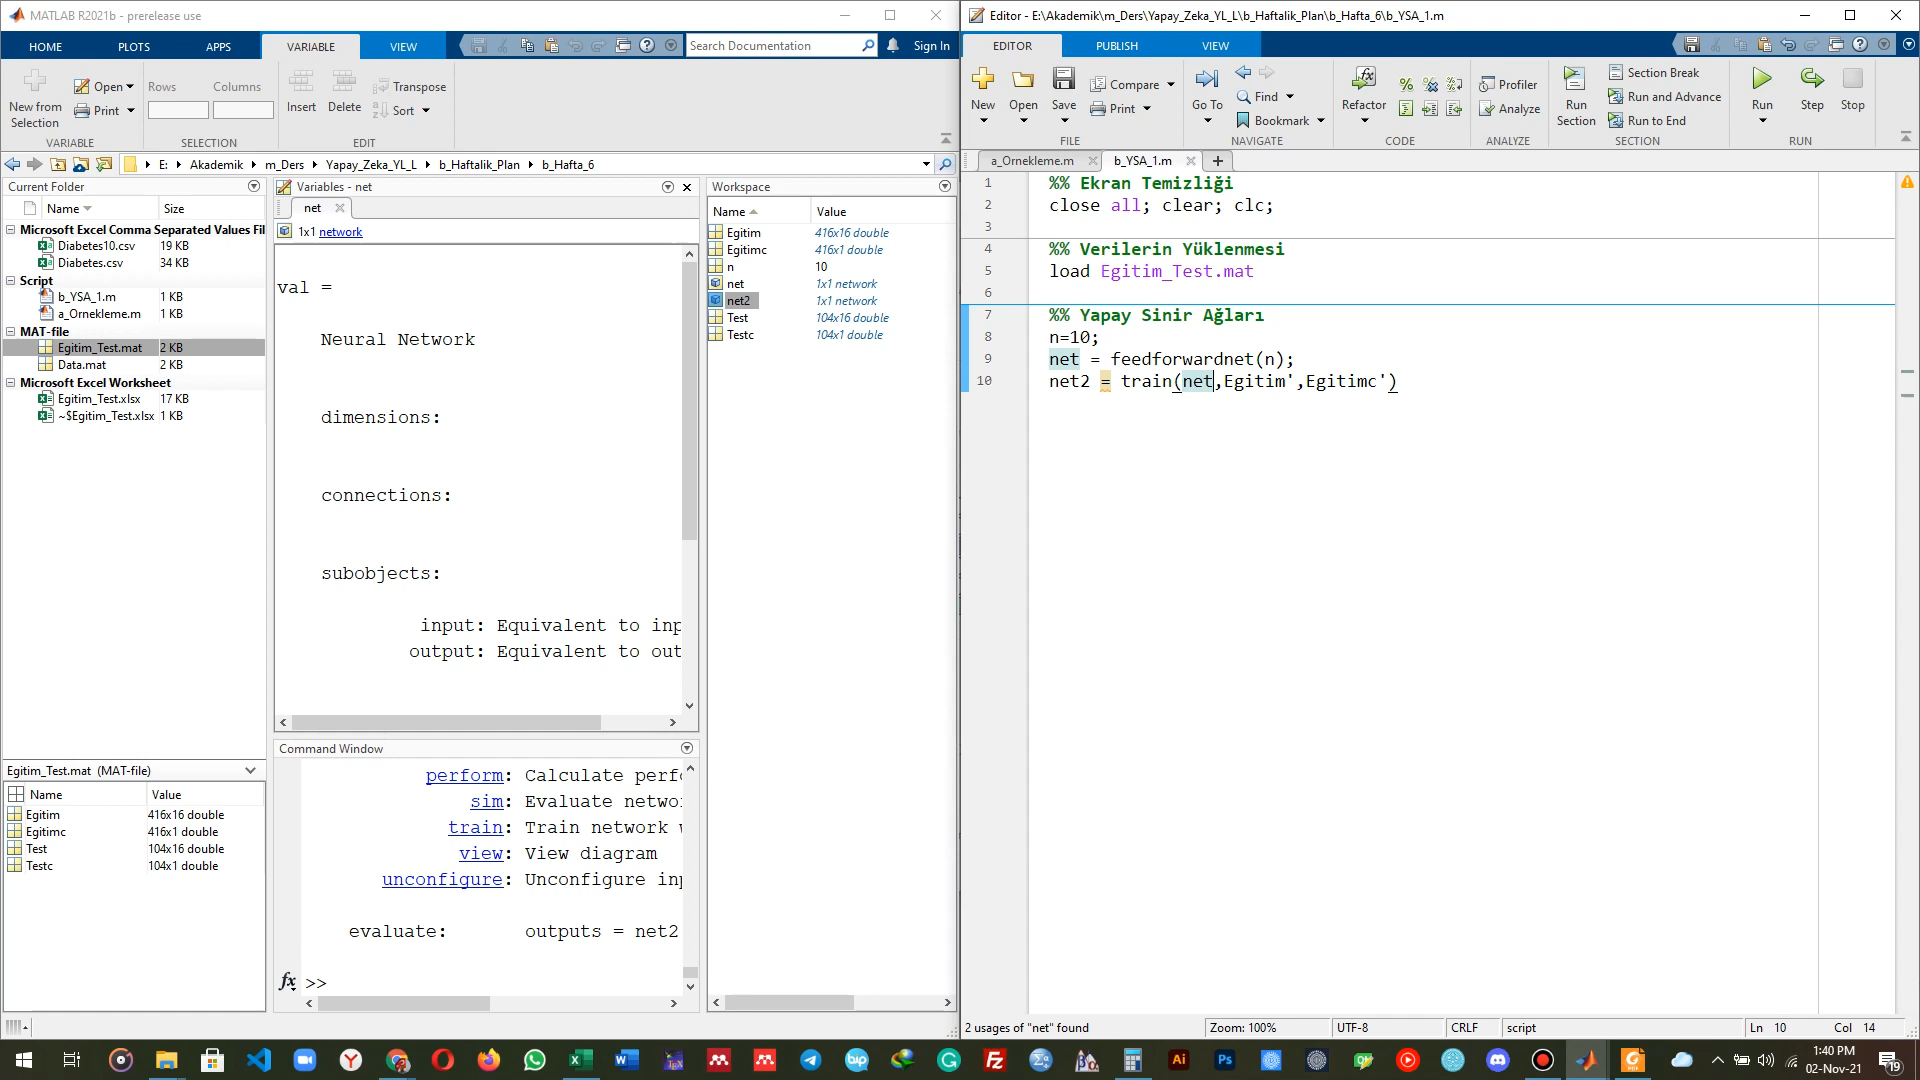 MATLAB R2021b - prerelease use
HOME PLOTS APPS VARIABLE VIEW
Search Documentation Sign In
New from Selection
Open
Print
VARIABLE
Rows Columns
SELECTION
Insert Delete
Transpose
Sort
EDIT
E: Akademik m_Ders Yapay_Zeka_YL_L b_Haftalik_Plan b_Hafta_6
Current Folder
Name Size
Microsoft Excel Comma Separated Values Fil
Diabetes10.csv 19 KB
Diabetes.csv 34 KB
Script
b_YSA_1.m 1 KB
a_Ornekleme.m 1 KB
MAT-file
Egitim_Test.mat 2 KB
Data.mat 2 KB
Microsoft Excel Worksheet
Egitim_Test.xlsx 17 KB
~$Egitim_Test.xlsx 1 KB
Egitim_Test.mat (MAT-file)
Name Value
Egitim 416x16 double
Egitimc 416x1 double
Test 104x16 double
Testc 104x1 double
Variables - net
net
1x1 network
val =
Neural Network
dimensions:
connections:
subobjects:
input: Equivalent to inp
output: Equivalent to out
Command Window
perform: Calculate perfo
sim: Evaluate networ
train: Train network w
view: View diagram
unconfigure: Unconfigure inp
evaluate: outputs = net2
fx >>
Workspace
Name Value
Egitim 416x16 double
Egitimc 416x1 double
n 10
net 1x1 network
net2 1x1 network
Test 104x16 double
Testc 104x1 double
Editor - E:\Akademik\m_Ders\Yapay_Zeka_YL_L\b_Haftalik_Plan\b_Hafta_6\b_YSA_1.m
EDITOR PUBLISH VIEW
New Open Save
Compare
Print
FILE
Go To
Find
Bookmark
NAVIGATE
Refactor
CODE
Profiler
Analyze
ANALYZE
Run Section
Section Break
Run and Advance
Run to End
SECTION
Run Step Stop
RUN
a_Ornekleme.m b_YSA_1.m
1 %% Ekran Temizliği
2 close all; clear; clc;
3
4 %% Verilerin Yüklenmesi
5 load Egitim_Test.mat
6
7 %% Yapay Sinir Ağları
8 n=10;
9 net = feedforwardnet(n);
10 net2 = train(net,Egitim',Egitimc')
2 usages of "net" found Zoom: 100% UTF-8 CRLF script Ln 10 Col 14
1:40 PM
02-Nov-21
19